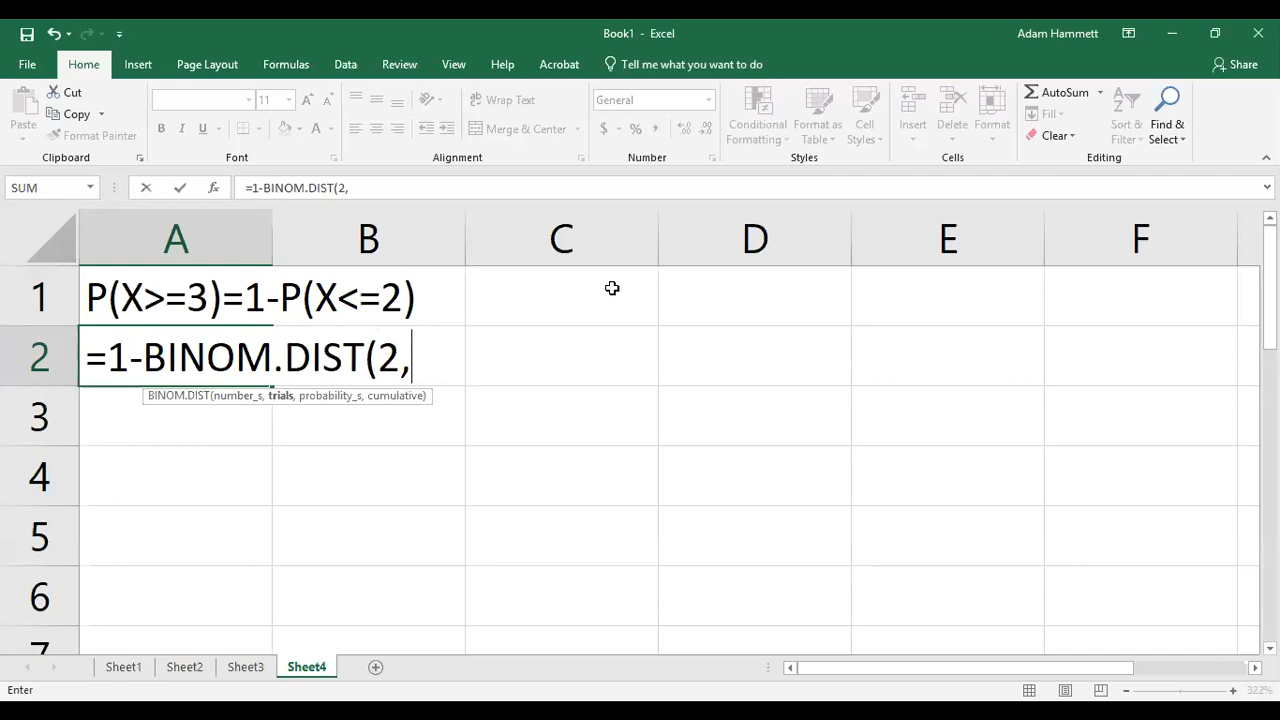 Book1 - Excel
Adam Hammett
File Home Insert Page Layout Formulas Data Review View Help Acrobat Tell me what you want to do Share
Paste
Cut
Copy
Format Painter
Clipboard
11
A A
B I U
A
Font
Wrap Text
Merge & Center
Alignment
General
$ % ,
Number
Conditional Formatting
Format as Table
Cell Styles
Styles
Insert
Delete
Format
Cells
AutoSum
Fill
Clear
Sort & Filter
Find & Select
Editing
SUM fx =1-BINOM.DIST(2,
A B C D E F
1 P(X>=3)=1-P(X<=2)
2 =1-BINOM.DIST(2,
BINOM.DIST(number_s, trials, probability_s, cumulative)
3
4
5
6
7
Sheet1 Sheet2 Sheet3 Sheet4
Enter 322%